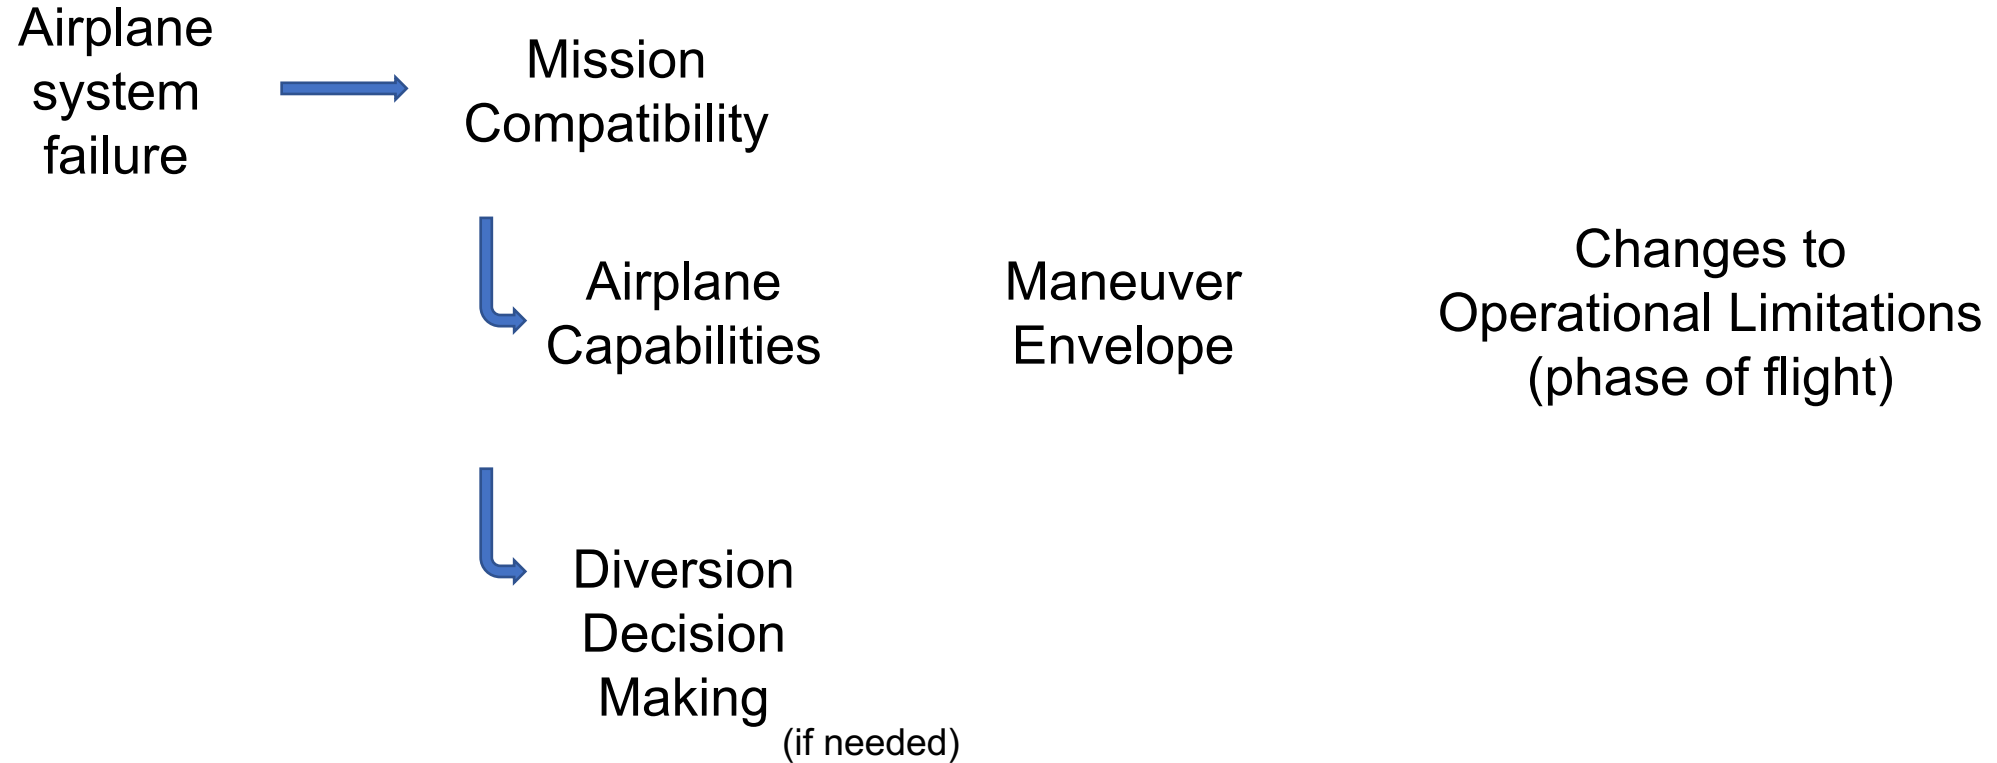 Airplane
system
failure
Mission
Compatibility
Airplane
Capabilities
Maneuver
Envelope
Changes to
Operational Limitations
(phase of flight)
Diversion
Decision
Making
(if needed)